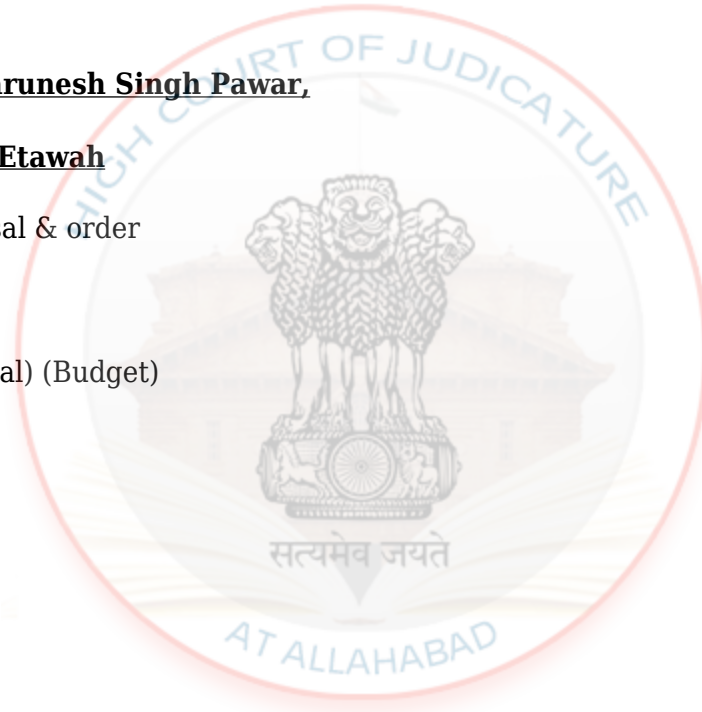 arunesh Singh Pawar,
Etawah
al & order
al) (Budget)
HIGH COURT OF JUDICATURE
सत्यमेव जयते
AT ALLAHABAD